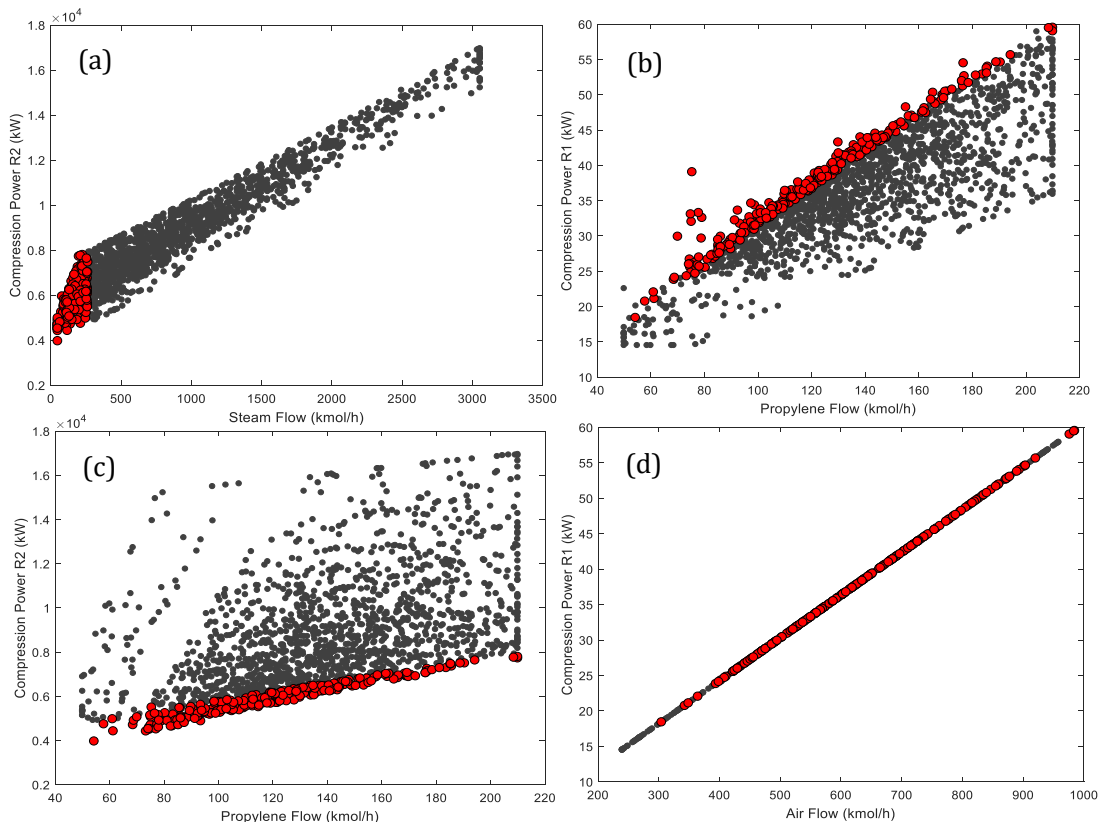 ×10⁴
1.8
1.6
1.4
1.2
1
0.8
0.6
0.4
0.2
(a)
Compression Power R2 (kW)
0 500 1000 1500 2000 2500 3000 3500
Steam Flow (kmol/h)
60
55
50
45
40
35
30
25
20
15
10
(b)
Compression Power R1 (kW)
40 60 80 100 120 140 160 180 200 220
Propylene Flow (kmol/h)
×10⁴
1.8
1.6
1.4
1.2
1
0.8
0.6
0.4
0.2
(c)
Compression Power R2 (kW)
40 60 80 100 120 140 160 180 200 220
Propylene Flow (kmol/h)
60
55
50
45
40
35
30
25
20
15
10
(d)
Compression Power R1 (kW)
200 300 400 500 600 700 800 900 1000
Air Flow (kmol/h)